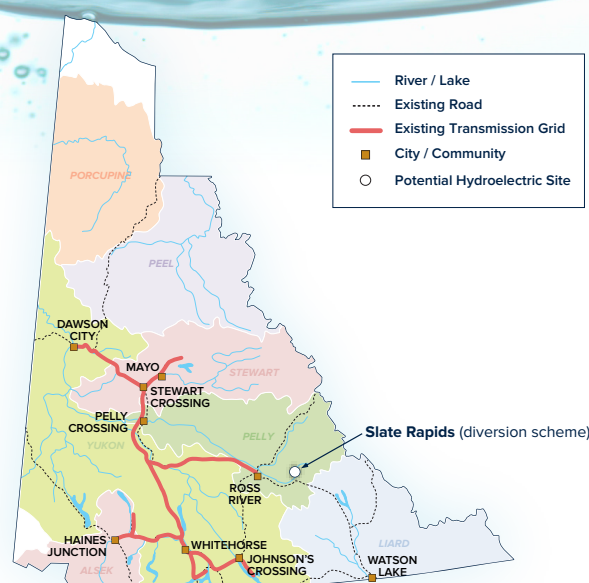 River / Lake
Existing Road
Existing Transmission Grid
City / Community
Potential Hydroelectric Site
PORCUPINE
PEEL
DAWSON
CITY
MAYO
STEWART
STEWART
CROSSING
PELLY
CROSSING
YUKON
PELLY
Slate Rapids (diversion scheme)
ROSS
RIVER
HAINES
JUNCTION
WHITEHORSE
LIARD
JOHNSON'S
CROSSING
WATSON
LAKE
ALSEK